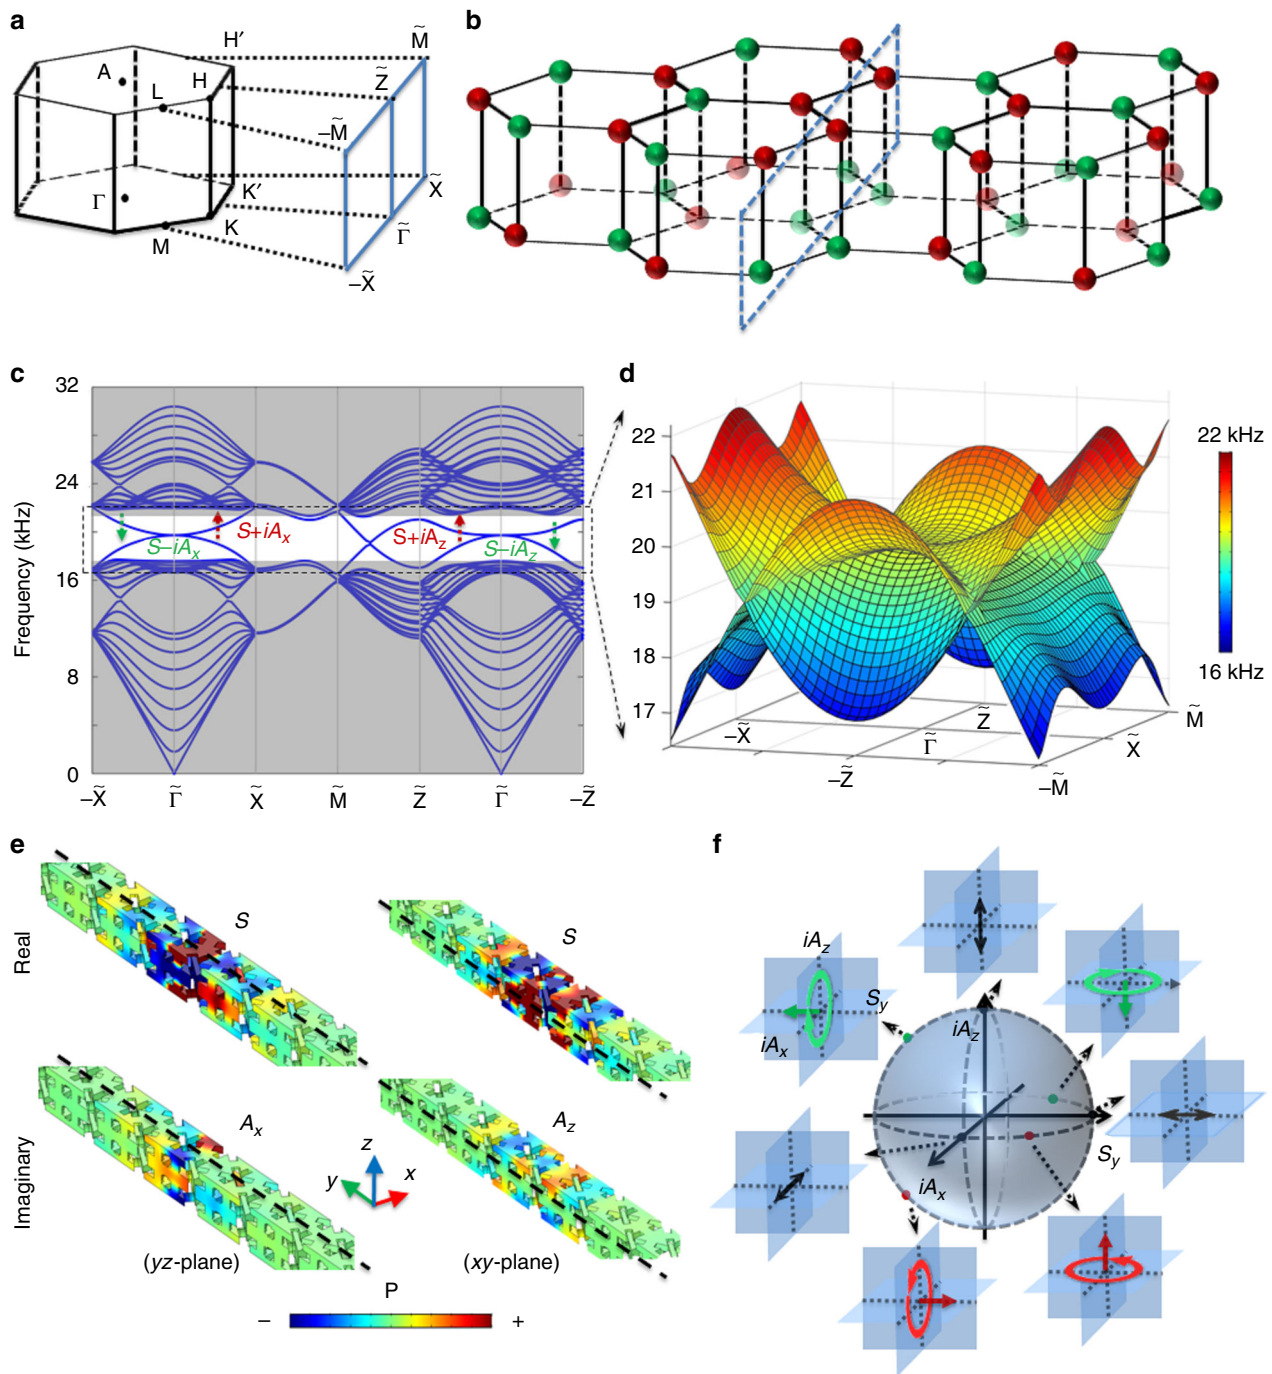 a
H′
M̃
A
H
Z̃
L
–M̃
Γ
K′
X̃
K
Γ̃
M
–X̃
b
c
32
24
16
8
0
Frequency (kHz)
S–iAx
S+iAx
S+iAz
S–iAz
–X̃ Γ̃ X̃ M̃ Z̃ Γ̃ –Z̃
d
22
21
20
19
18
17
22 kHz
16 kHz
–X̃
–Z̃
Γ̃
Z̃
X̃
M̃
–M̃
e
Real
S
S
Imaginary
Ax
Az
z
y
x
(yz-plane)
(xy-plane)
P
– +
f
iAz
Sy
iAx
iAz
Sy
iAx